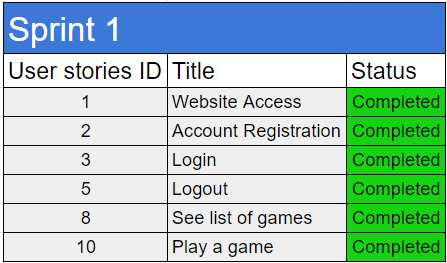 Sprint 1
User stories ID Title Status
1 Website Access Completed
2 Account Registration Completed
3 Login Completed
5 Logout Completed
8 See list of games Completed
10 Play a game Completed